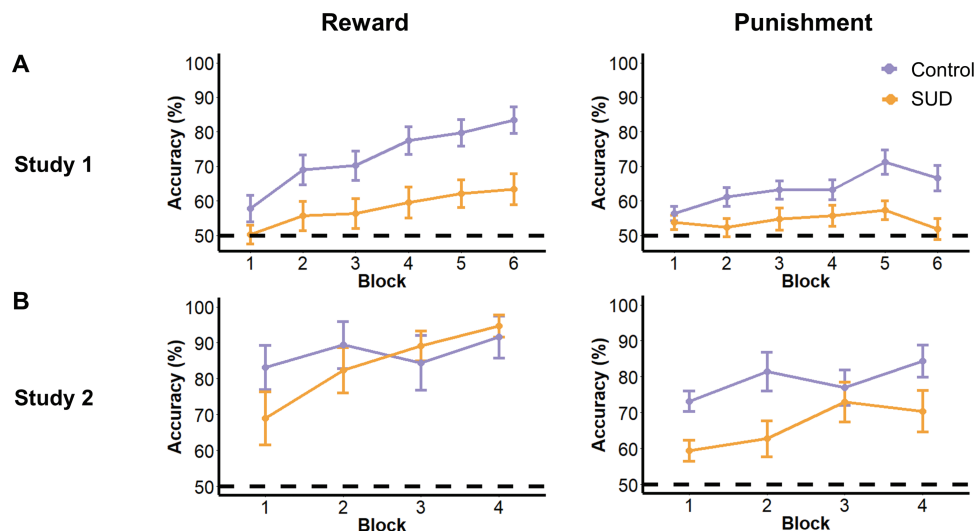 Reward
Punishment
A
Study 1
Accuracy (%)
100
90
80
70
60
50
1 2 3 4 5 6
Block
Accuracy (%)
100
90
80
70
60
50
1 2 3 4 5 6
Block
Control
SUD
B
Study 2
Accuracy (%)
100
90
80
70
60
50
1 2 3 4
Block
Accuracy (%)
100
90
80
70
60
50
1 2 3 4
Block